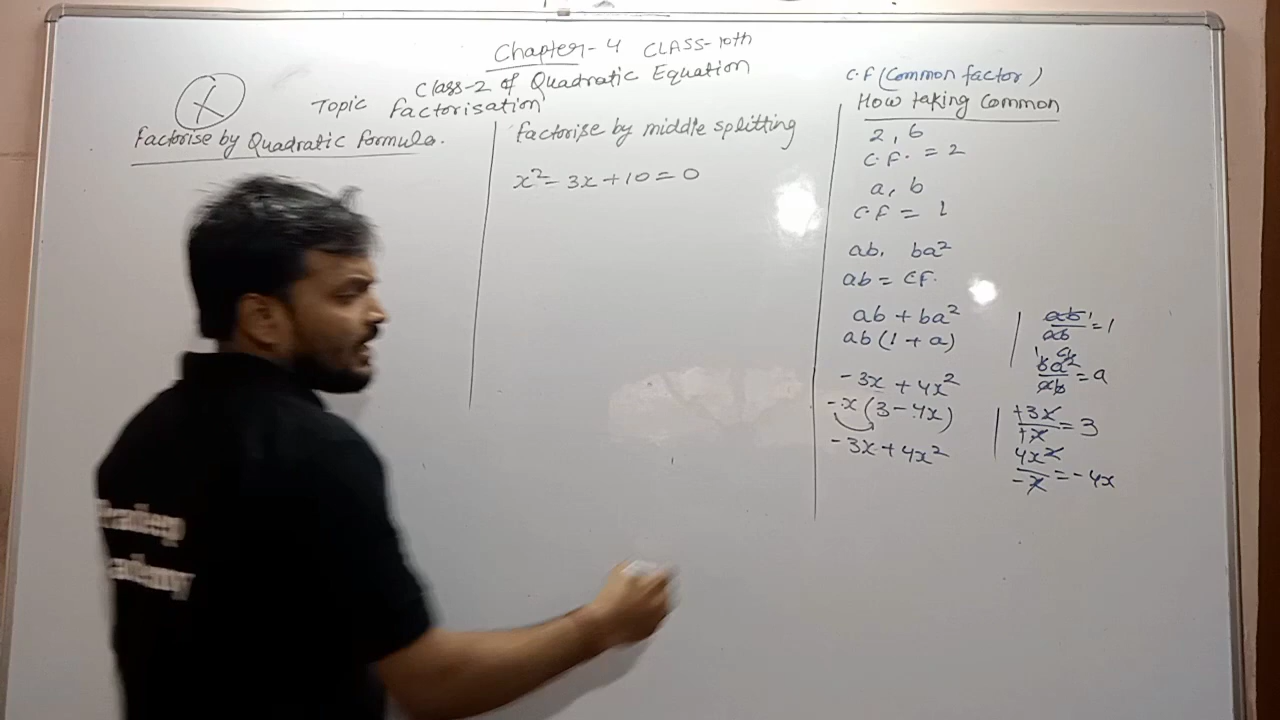 Chapter-4 CLASS-10th
Class-2 of Quadratic Equation
Topic Factorisation
Factorise by Quadratic formula.
factorise by middle splitting
x² - 3x + 10 = 0
C.F (Common factor)
How taking Common
2, 6
C.F. = 2
a, b
C.F = 1
ab, ba²
ab = C.F.
ab + ba²
ab (1 + a)
-3x + 4x²
-x (3 - 4x)
-3x + 4x²
ab/ab = 1
ba²/ab = a
+3x/+x = 3
4x²/-x = -4x